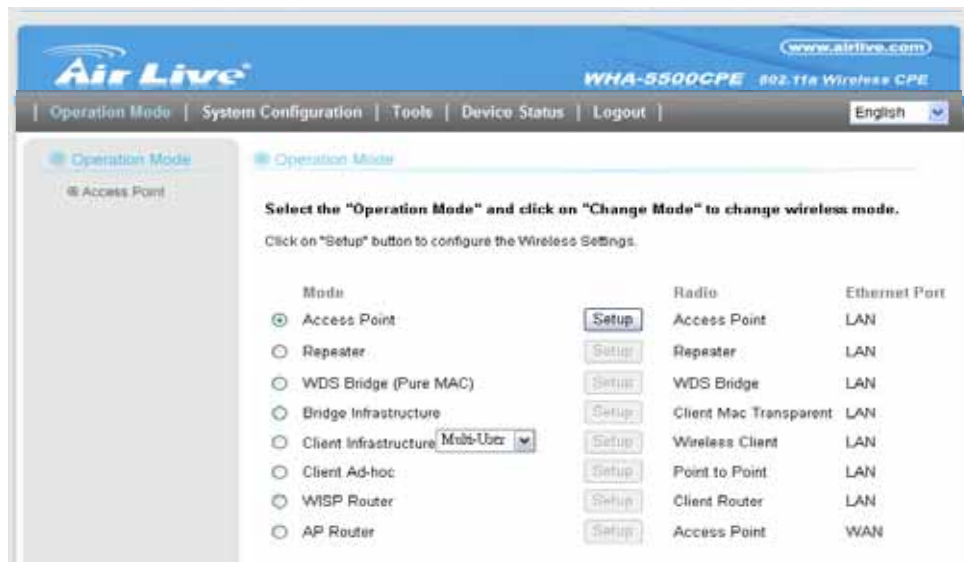 www.airlive.com
Air Live
WHA-5500CPE 802.11a Wireless CPE
| Operation Mode | System Configuration | Tools | Device Status | Logout | English
Operation Mode Operation Mode
Access Point
Select the "Operation Mode" and click on "Change Mode" to change wireless mode.
Click on "Setup" button to configure the Wireless Settings.
Mode Radio Ethernet Port
Access Point Setup Access Point LAN
Repeater Setup Repeater LAN
WDS Bridge (Pure MAC) Setup WDS Bridge LAN
Bridge Infrastructure Setup Client Mac Transparent LAN
Client Infrastructure Multi-User Setup Wireless Client LAN
Client Ad-hoc Setup Point to Point LAN
WISP Router Setup Client Router LAN
AP Router Setup Access Point WAN